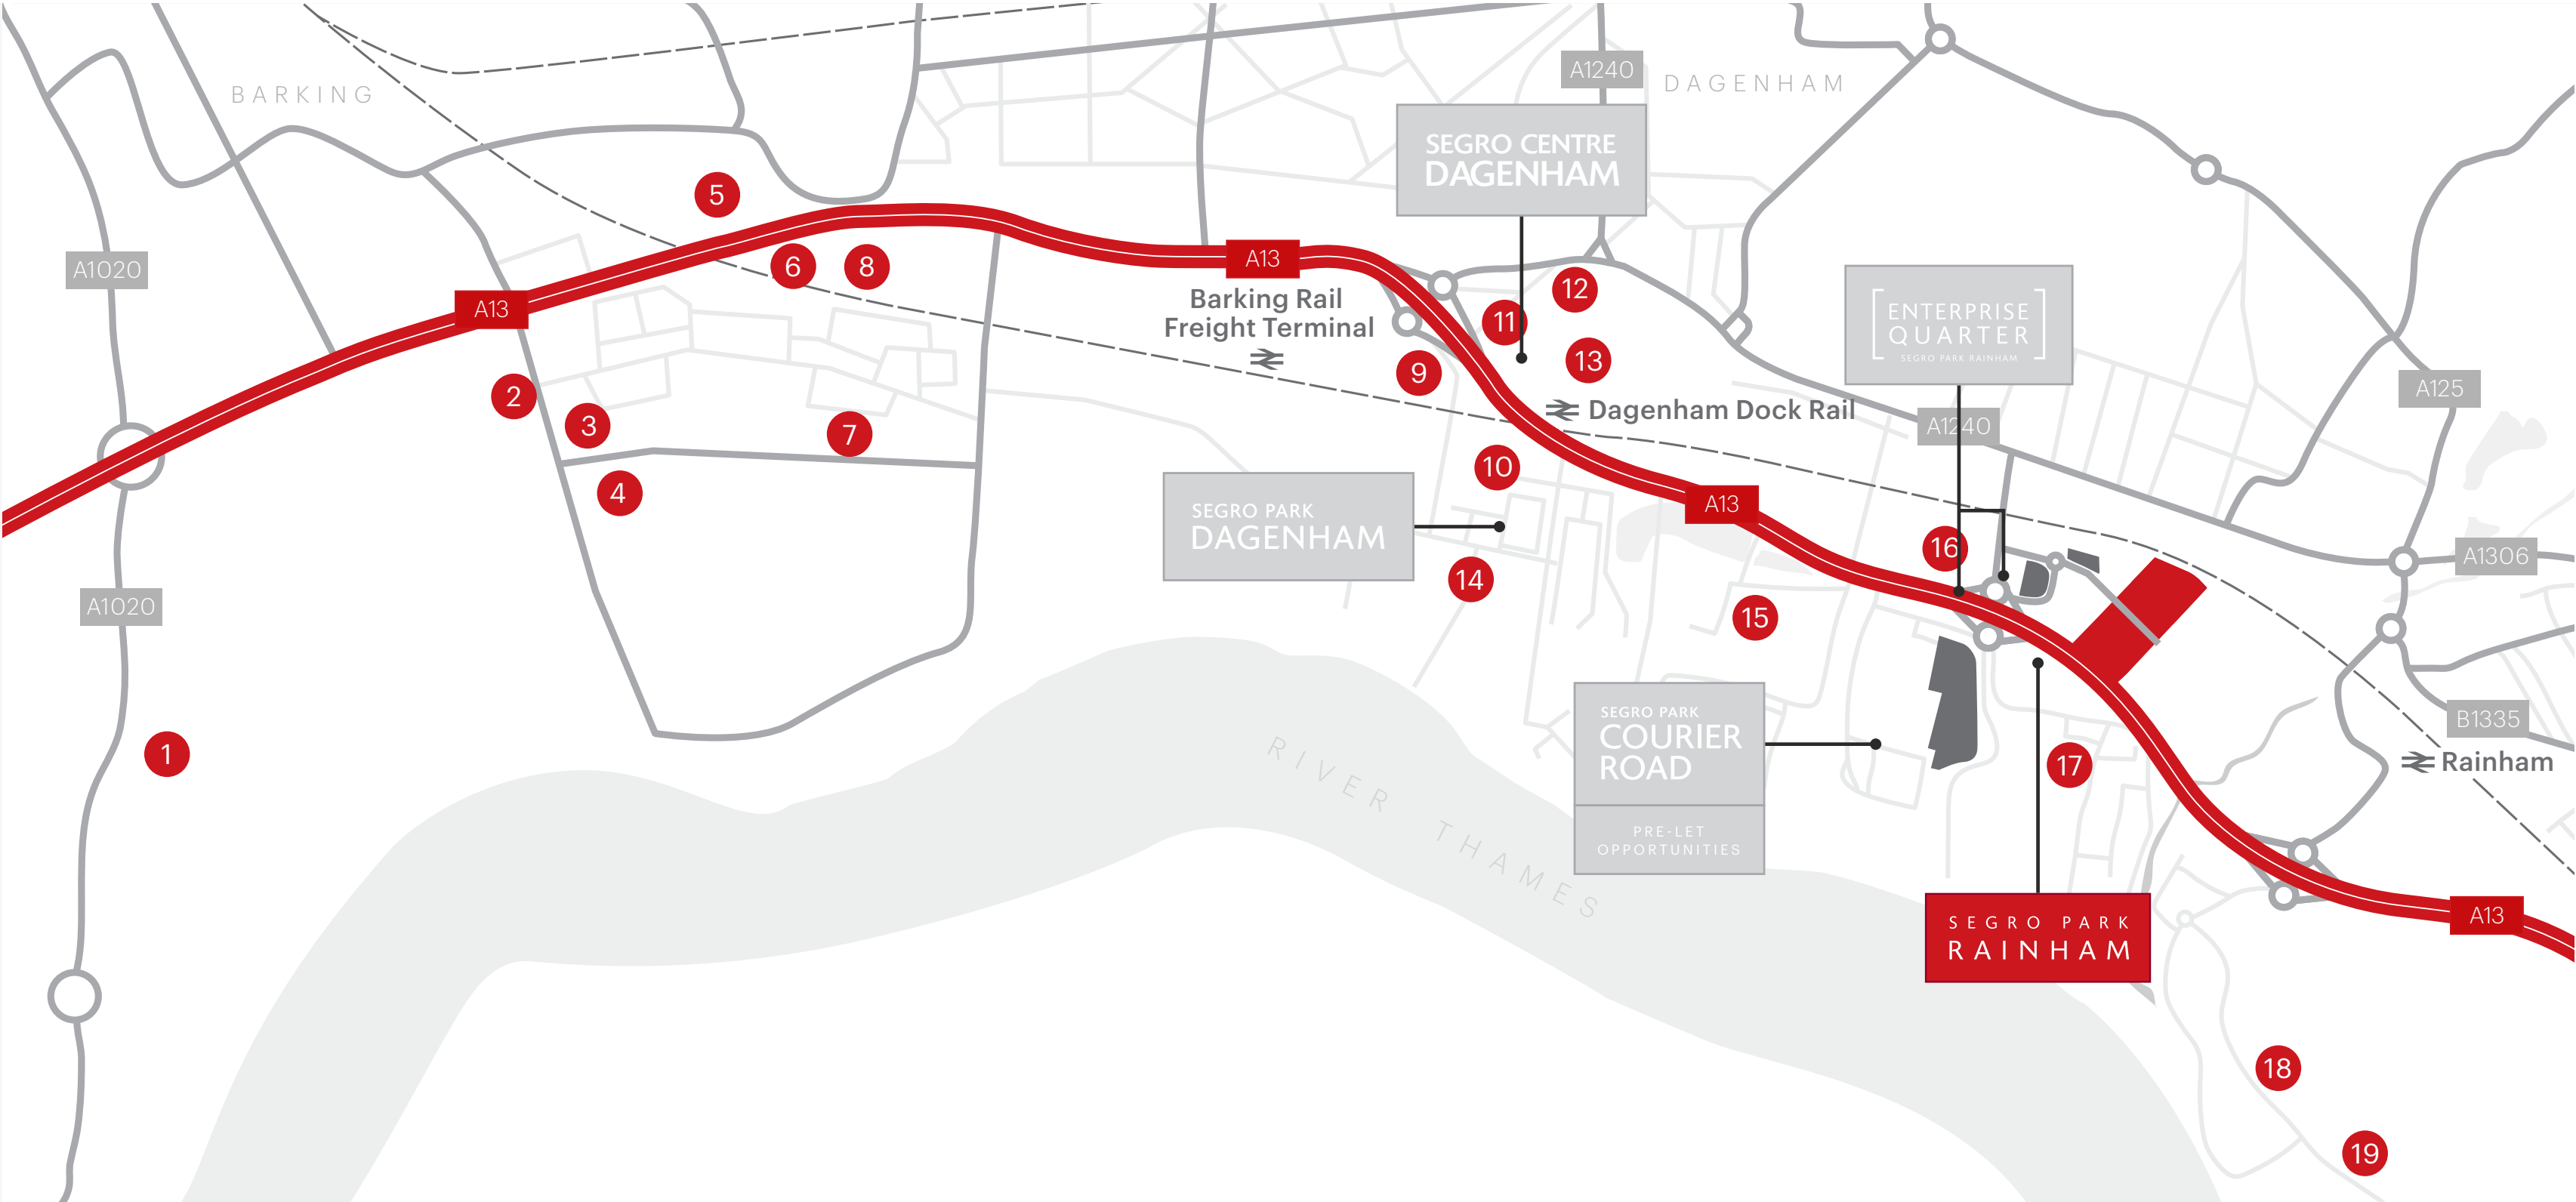 A1240
DAGENHAM
BARKING
SEGRO CENTRE
DAGENHAM
5
A1020
6
8
A13
A13
Barking Rail
Freight Terminal
12
11
13
9
ENTERPRISE
QUARTER
SEGRO PARK RAINHAM
A125
2
3
7
Dagenham Dock Rail
A1240
4
10
SEGRO PARK
DAGENHAM
A13
16
A1306
14
A1020
15
1
SEGRO PARK
COURIER
ROAD
PRE-LET
OPPORTUNITIES
B1335
Rainham
17
RIVER THAMES
SEGRO PARK
RAINHAM
A13
18
19